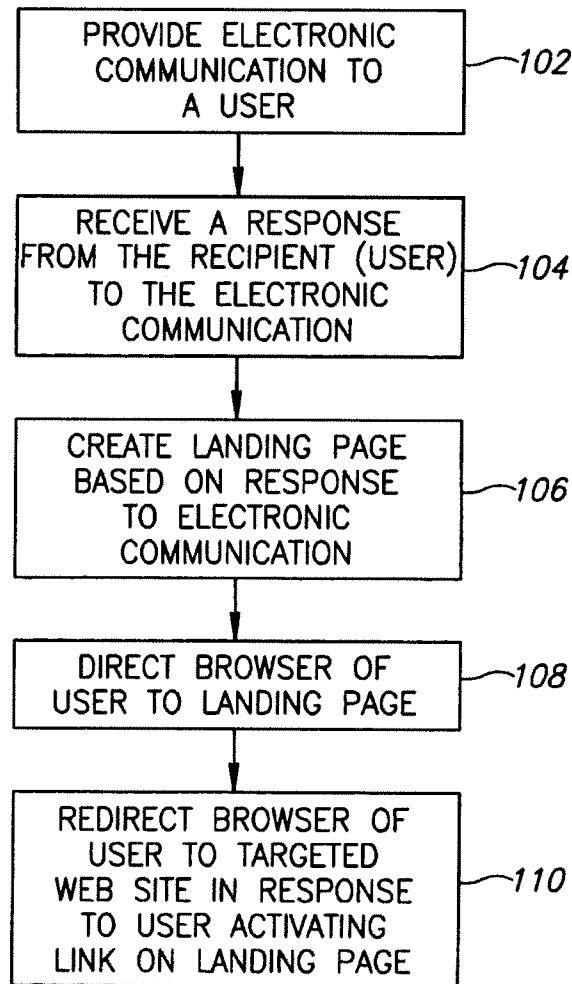 PROVIDE ELECTRONIC
COMMUNICATION TO
A USER
102
RECEIVE A RESPONSE
FROM THE RECIPIENT (USER)
TO THE ELECTRONIC
COMMUNICATION
104
CREATE LANDING PAGE
BASED ON RESPONSE
TO ELECTRONIC
COMMUNICATION
106
DIRECT BROWSER OF
USER TO LANDING PAGE
108
REDIRECT BROWSER OF
USER TO TARGETED
WEB SITE IN RESPONSE
TO USER ACTIVATING
LINK ON LANDING PAGE
110